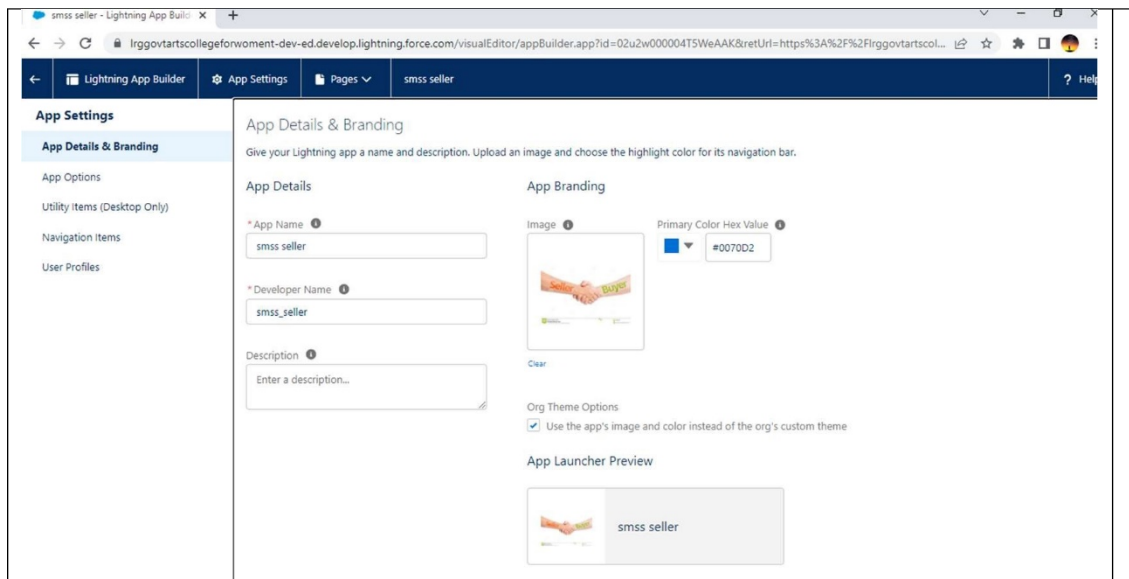 smss seller - Lightning App Build
lrggovtartscollegeforwoment-dev-ed.develop.lightning.force.com/visualEditor/appBuilder.app?id=02u2w000004T5WeAAK&retUrl=https%3A%2F%2Flrggovtartscol...
Lightning App Builder App Settings Pages smss seller ? Help
App Settings
App Details & Branding
App Options
Utility Items (Desktop Only)
Navigation Items
User Profiles
App Details & Branding
Give your Lightning app a name and description. Upload an image and choose the highlight color for its navigation bar.
App Details
*App Name
smss seller
*Developer Name
smss_seller
Description
Enter a description...
App Branding
Image
Seller Buyer
Clear
Primary Color Hex Value
#0070D2
Org Theme Options
Use the app's image and color instead of the org's custom theme
App Launcher Preview
smss seller